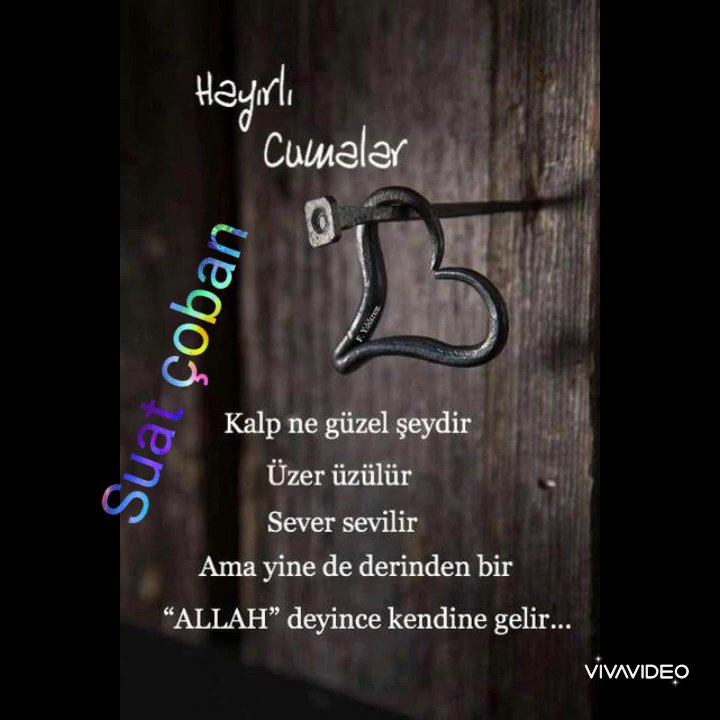 Hayırlı
Cumalar
Suat çoban
F. Yıldırım
Kalp ne güzel şeydir
Üzer üzülür
Sever sevilir
Ama yine de derinden bir
“ALLAH” deyince kendine gelir...
VIVAVIDEO